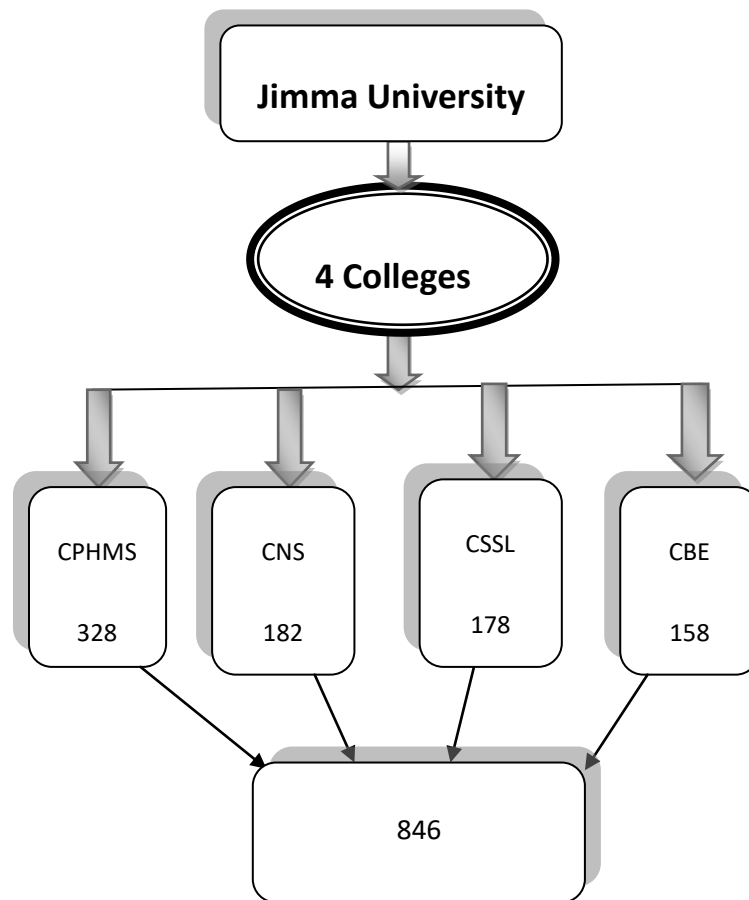 Jimma University
4 Colleges
CPHMS
328
CNS
182
CSSL
178
CBE
158
846